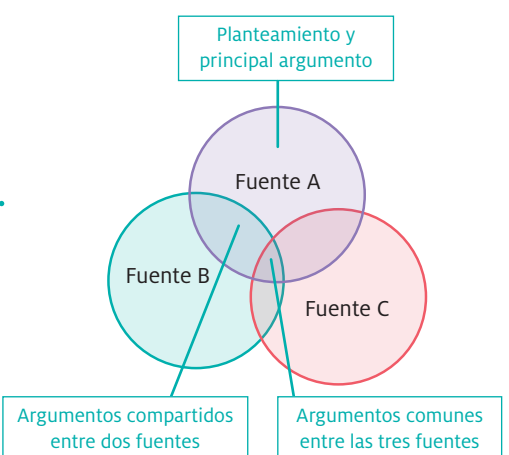 Planteamiento y
principal argumento
Fuente A
Fuente B
Fuente C
Argumentos compartidos
entre dos fuentes
Argumentos comunes
entre las tres fuentes